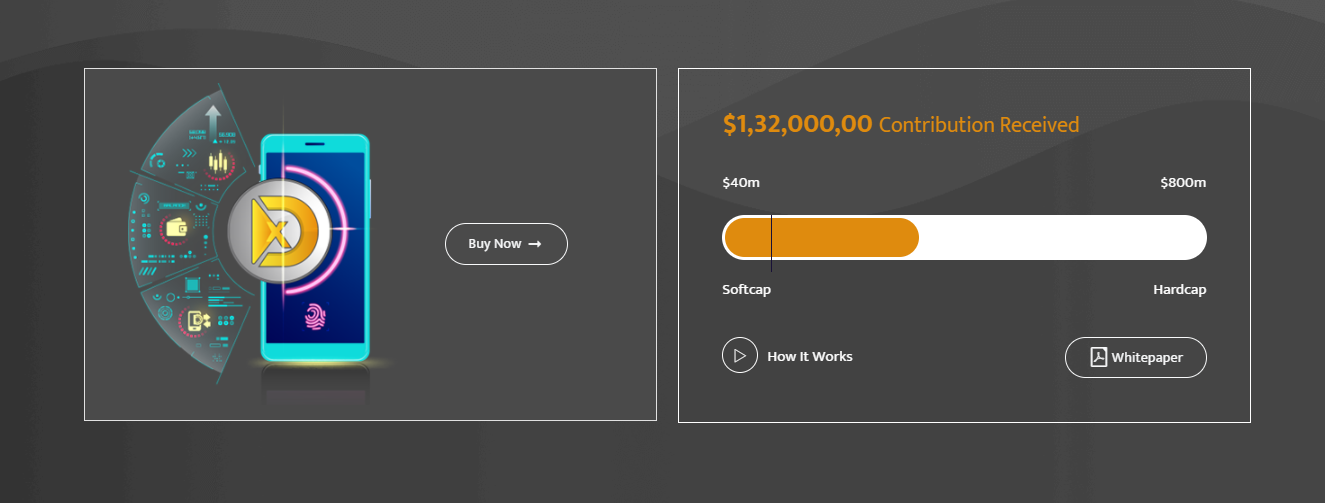 Buy Now
$1,32,000,00 Contribution Received
$40m $800m
Softcap Hardcap
How It Works
Whitepaper